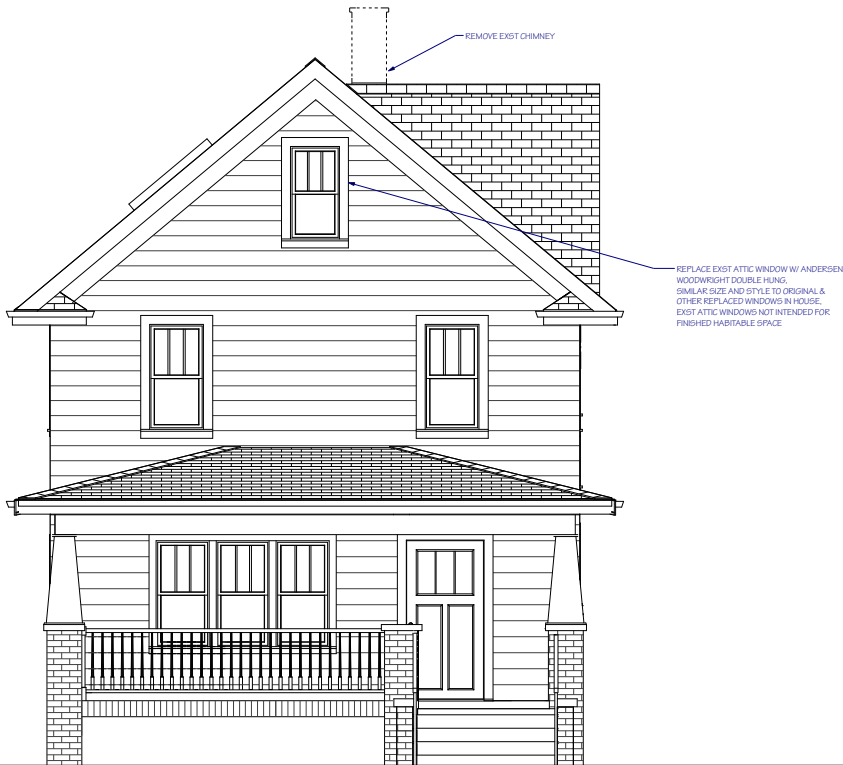 REMOVE EXST CHIMNEY
REPLACE EXST ATTIC WINDOW W/ ANDERSEN
WOODWRIGHT DOUBLE HUNG,
SIMILAR SIZE AND STYLE TO ORIGINAL &
OTHER REPLACED WINDOWS IN HOUSE,
EXST ATTIC WINDOWS NOT INTENDED FOR
FINISHED HABITABLE SPACE